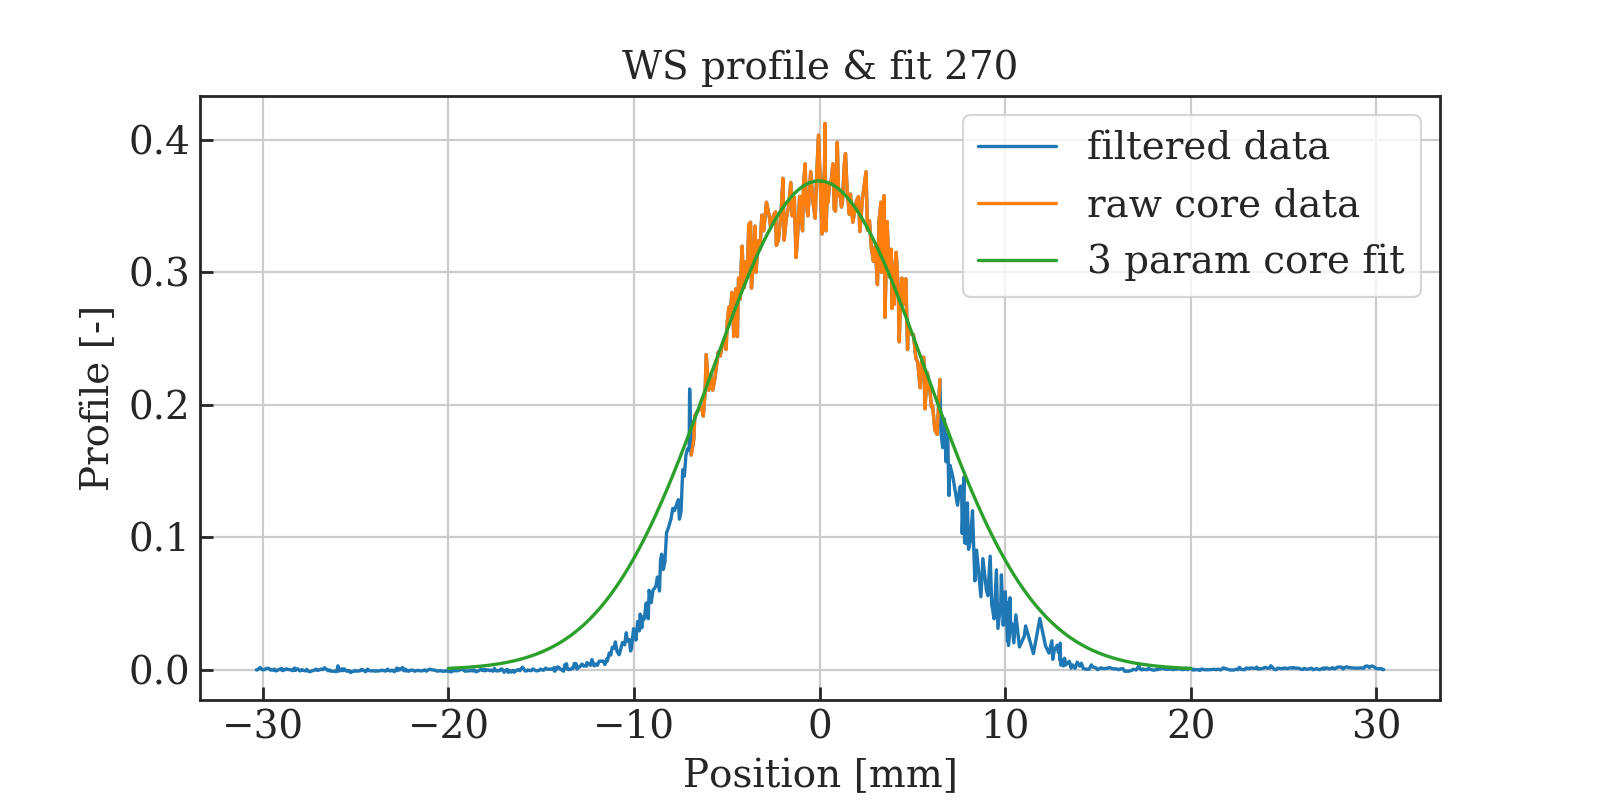 WS profile & fit 270
filtered data
raw core data
3 param core fit
Profile [-]
0.4
0.3
0.2
0.1
0.0
−30 −20 −10 0 10 20 30
Position [mm]